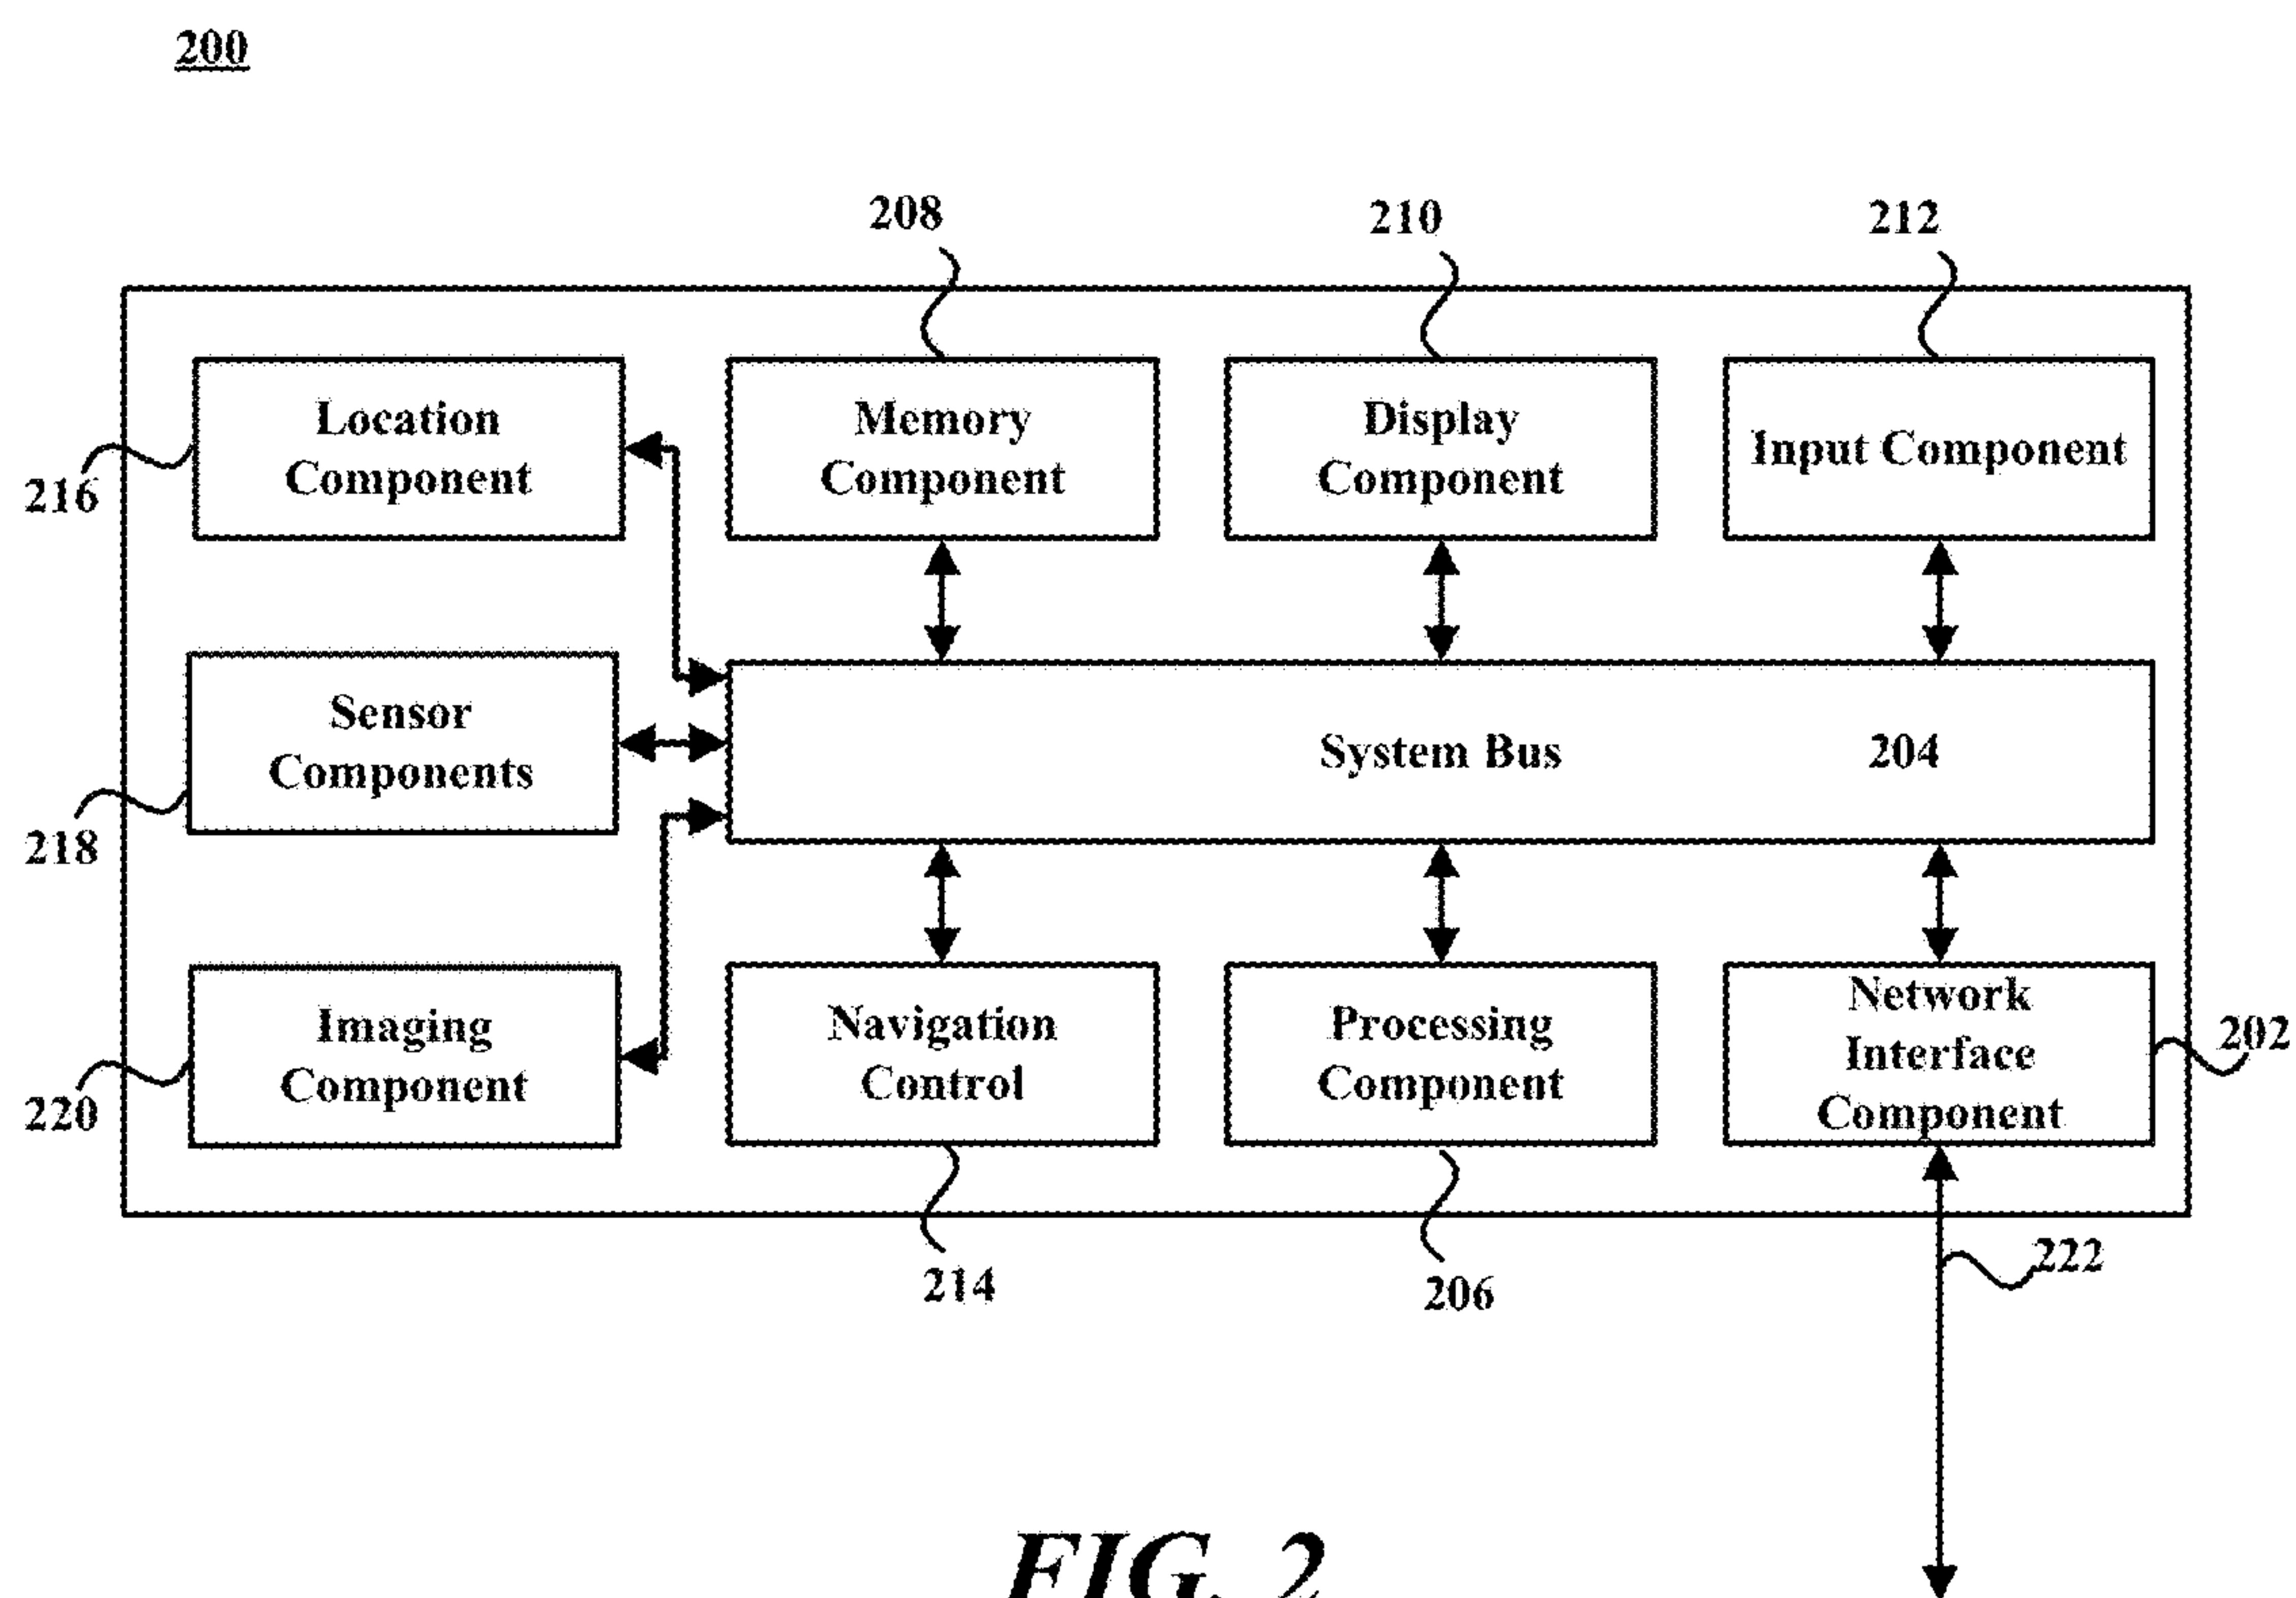 200
208
210
212
Location
Component
Memory
Component
Display
Component
Input Component
216
Sensor
Components
System Bus
204
218
Imaging
Component
Navigation
Control
Processing
Component
Network
Interface
Component
202
220
222
214
206
FIG. 2